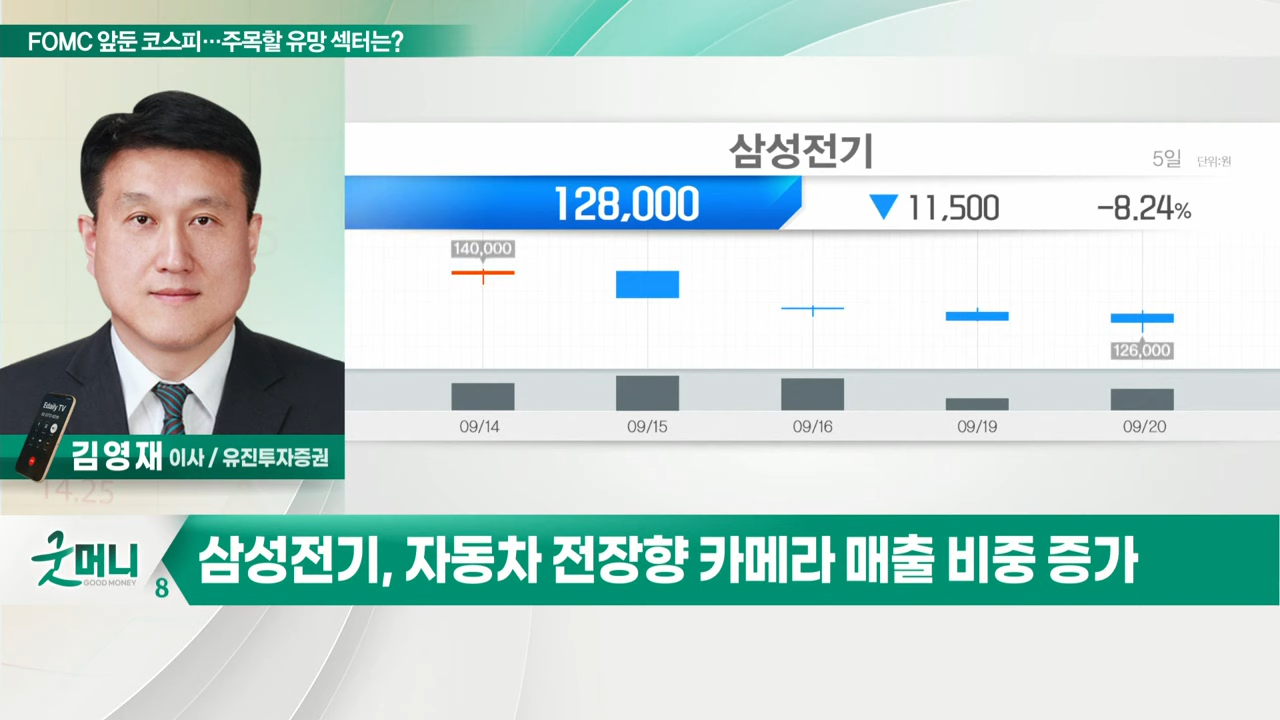 FOMC 앞둔 코스피…주목할 유망 섹터는?
삼성전기
5일 단위:원
128,000 ▼ 11,500 -8.24%
140,000
126,000
09/14 09/15 09/16 09/19 09/20
Edaily TV
김영재 이사 / 유진투자증권
14.25
굿머니
GOOD MONEY
8
삼성전기, 자동차 전장향 카메라 매출 비중 증가